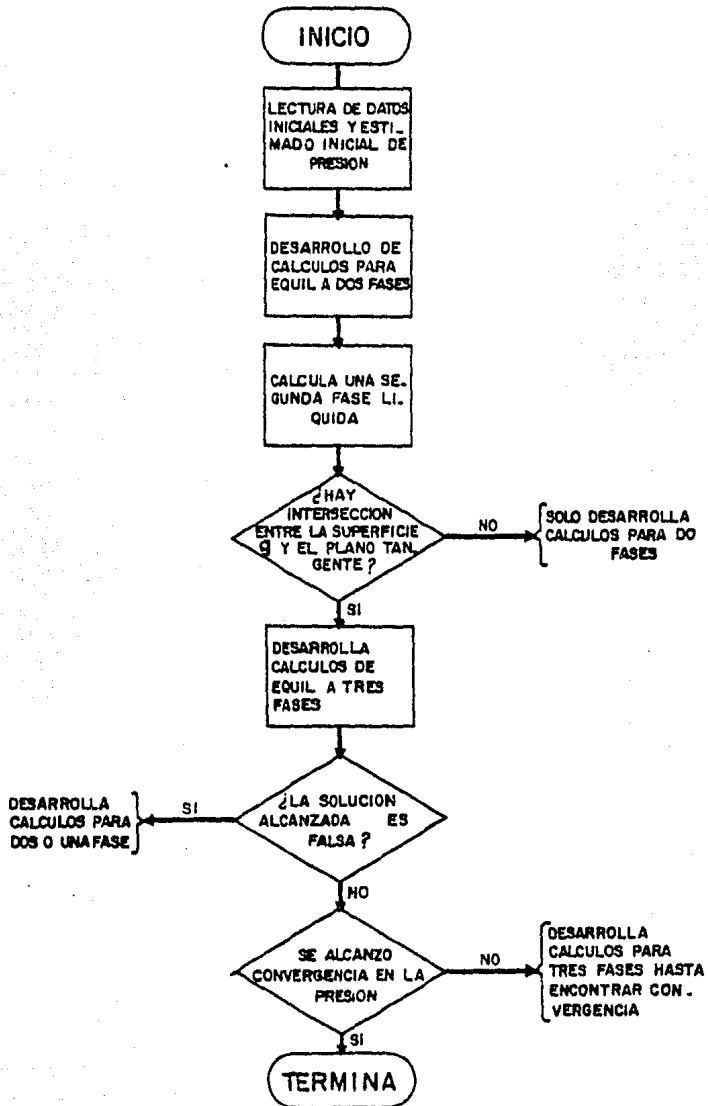 INICIO
LECTURA DE DATOS
INICIALES Y ESTI_
MADO INICIAL DE
PRESION
DESARROLLO DE
CALCULOS PARA
EQUIL A DOS FASES
CALCULA UNA SE_
GUNDA FASE LI_
QUIDA
¿HAY
INTERSECCION
ENTRE LA SUPERFICIE
g Y EL PLANO TAN_
GENTE ?
NO
SOLO DESARROLLA
CALCULOS PARA DO
FASES
SI
DESARROLLA
CALCULOS DE
EQUIL A TRES
FASES
¿LA SOLUCION
ALCANZADA ES
FALSA ?
SI
DESARROLLA
CALCULOS PARA
DOS O UNA FASE
NO
SE ALCANZO
CONVERGENCIA EN LA
PRESION
NO
DESARROLLA
CALCULOS PARA
TRES FASES HASTA
ENCONTRAR CON_
VERGENCIA
SI
TERMINA